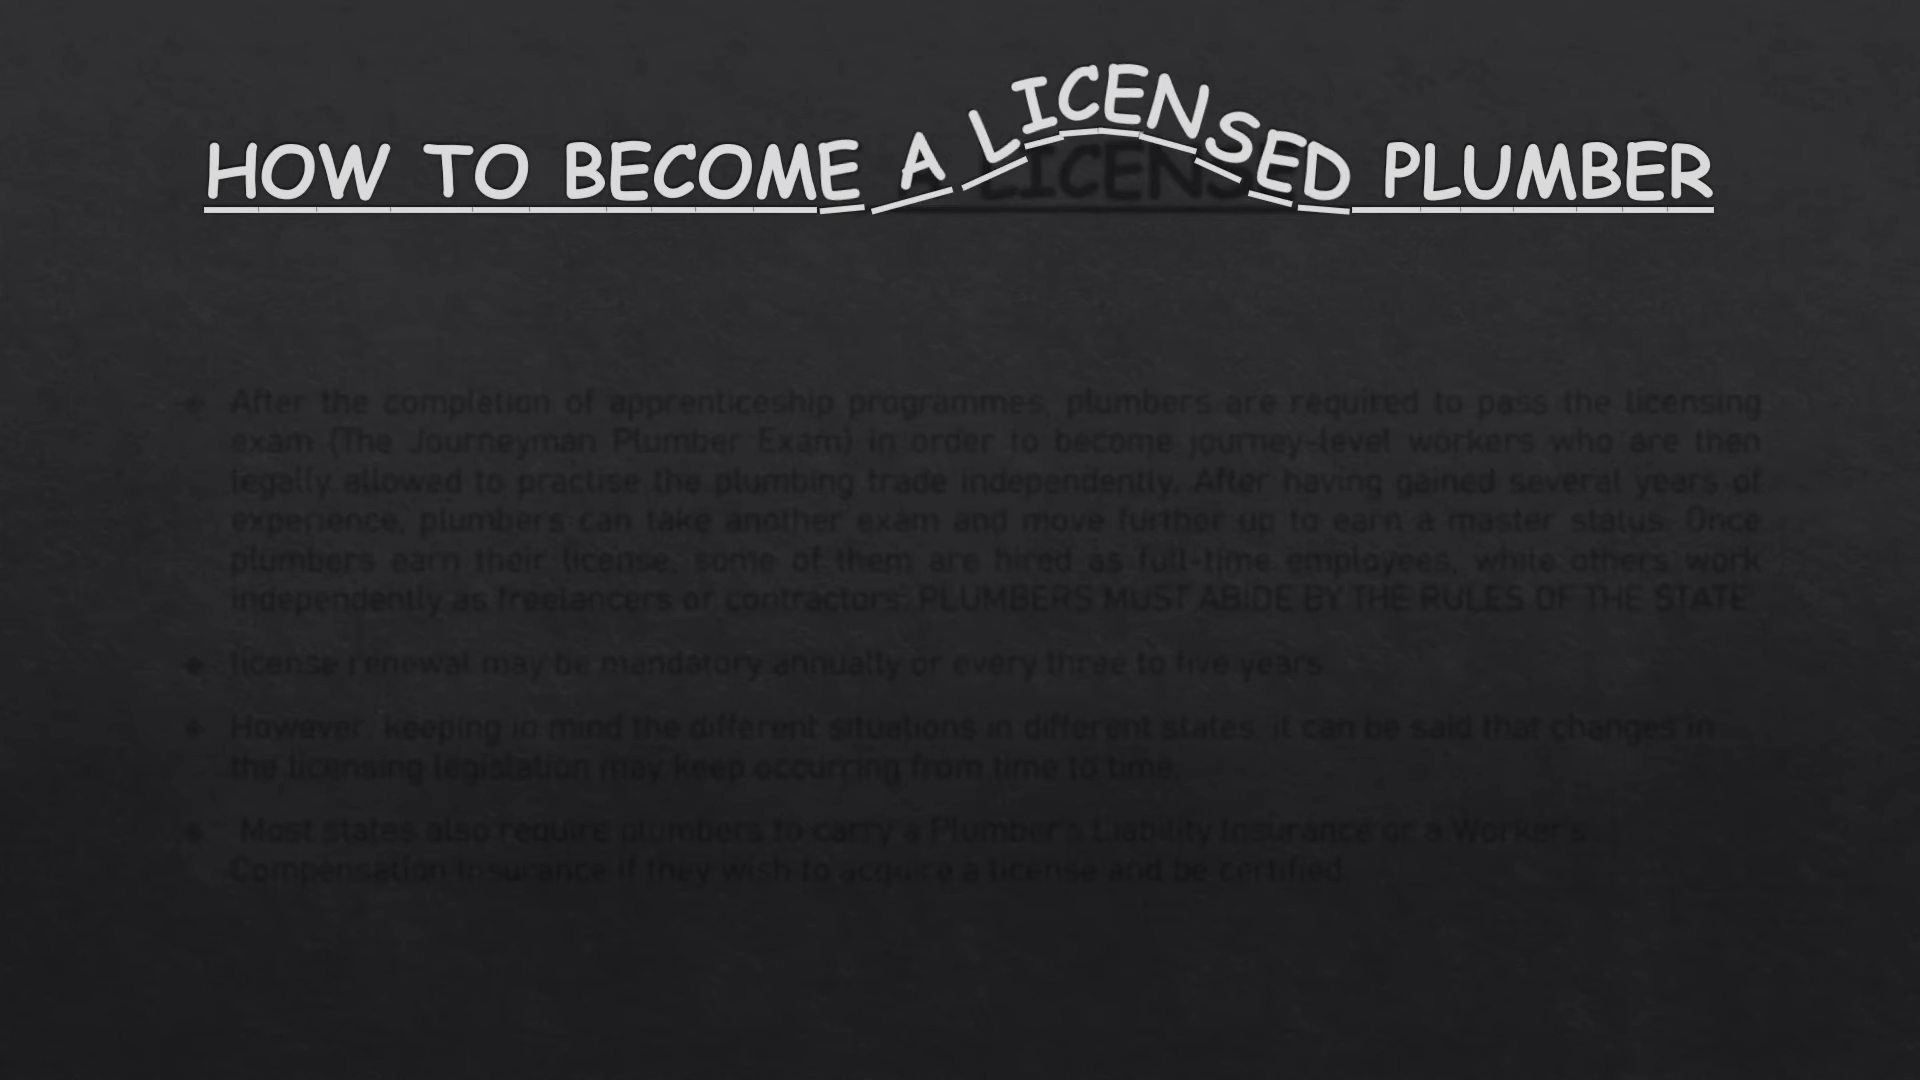 HOW TO BECOME A LICENSED PLUMBER
After the completion of apprenticeship programmes, plumbers are required to pass the licensing
exam (The Journeyman Plumber Exam) in order to become journey-level workers who are then
legally allowed to practise the plumbing trade independently. After having gained several years of
experience, plumbers can take another exam and move further up to earn a master status. Once
plumbers earn their license, some of them are hired as full-time employees, while others work
independently as freelancers or contractors. PLUMBERS MUST ABIDE BY THE RULES OF THE STATE
license renewal may be mandatory annually or every three to five years
However, keeping in mind the different situations in different states, it can be said that changes in
the licensing legislation may keep occurring from time to time.
Most states also require plumbers to carry a Plumber's Liability Insurance or a Worker's
Compensation Insurance if they wish to acquire a license and be certified